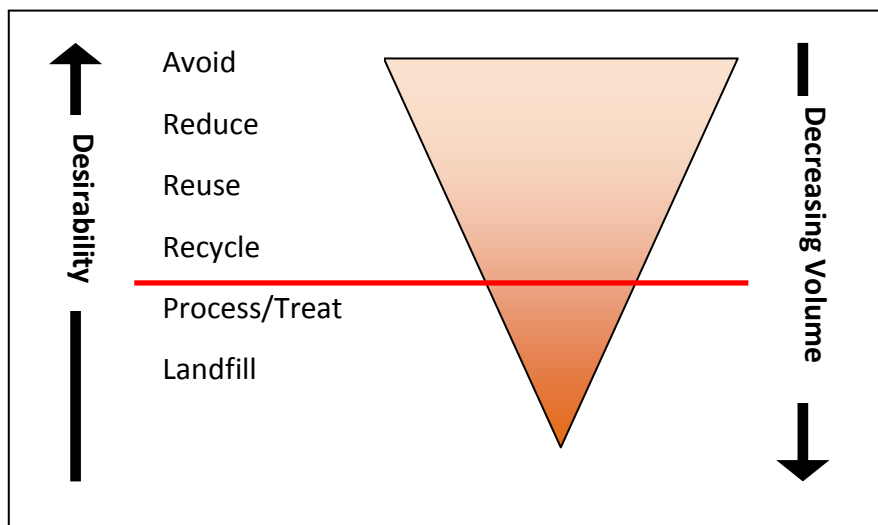 Desirability
Avoid
Reduce
Reuse
Recycle
Process/Treat
Landfill
Decreasing Volume